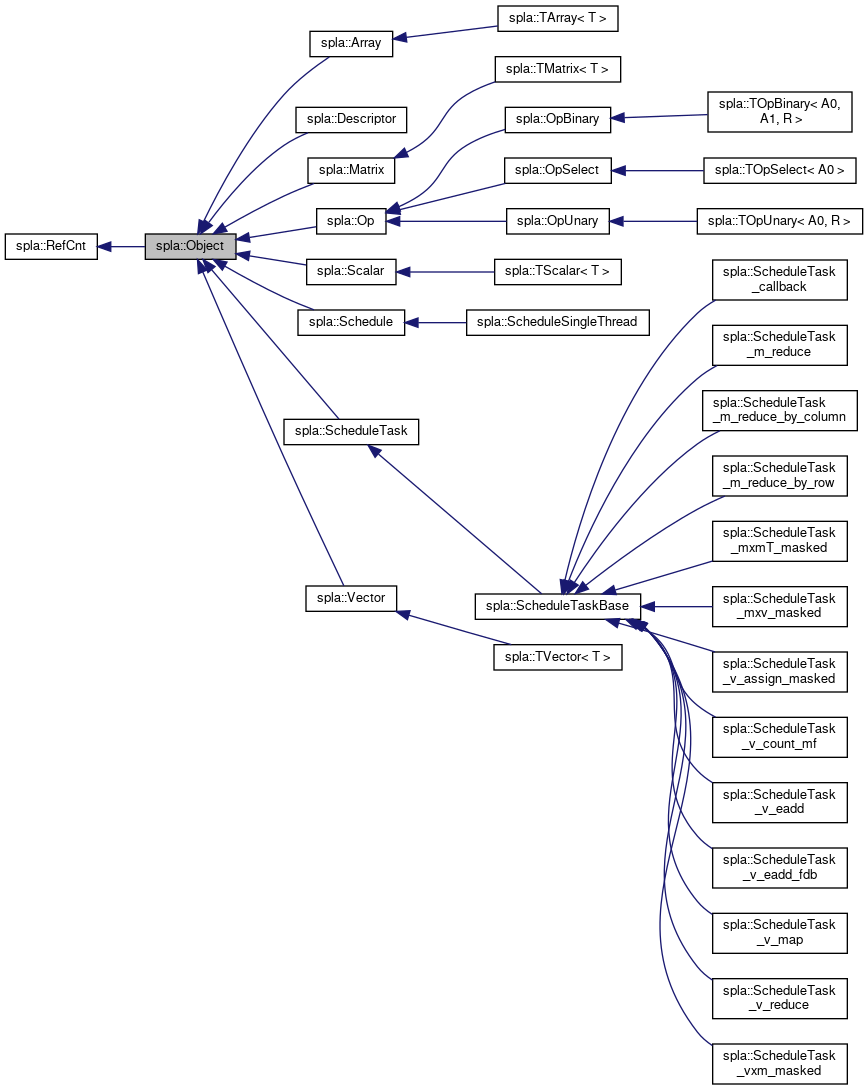 spla::TArray< T >
spla::Array
spla::TMatrix< T >
spla::Descriptor
spla::OpBinary
spla::TOpBinary< A0,
A1, R >
spla::Matrix
spla::OpSelect
spla::TOpSelect< A0 >
spla::Op
spla::OpUnary
spla::TOpUnary< A0, R >
spla::RefCnt
spla::Object
spla::Scalar
spla::TScalar< T >
spla::ScheduleTask
_callback
spla::Schedule
spla::ScheduleSingleThread
spla::ScheduleTask
_m_reduce
spla::ScheduleTask
_m_reduce_by_column
spla::ScheduleTask
spla::ScheduleTask
_m_reduce_by_row
spla::ScheduleTask
_mxmT_masked
spla::Vector
spla::ScheduleTaskBase
spla::ScheduleTask
_mxv_masked
spla::TVector< T >
spla::ScheduleTask
_v_assign_masked
spla::ScheduleTask
_v_count_mf
spla::ScheduleTask
_v_eadd
spla::ScheduleTask
_v_eadd_fdb
spla::ScheduleTask
_v_map
spla::ScheduleTask
_v_reduce
spla::ScheduleTask
_vxm_masked